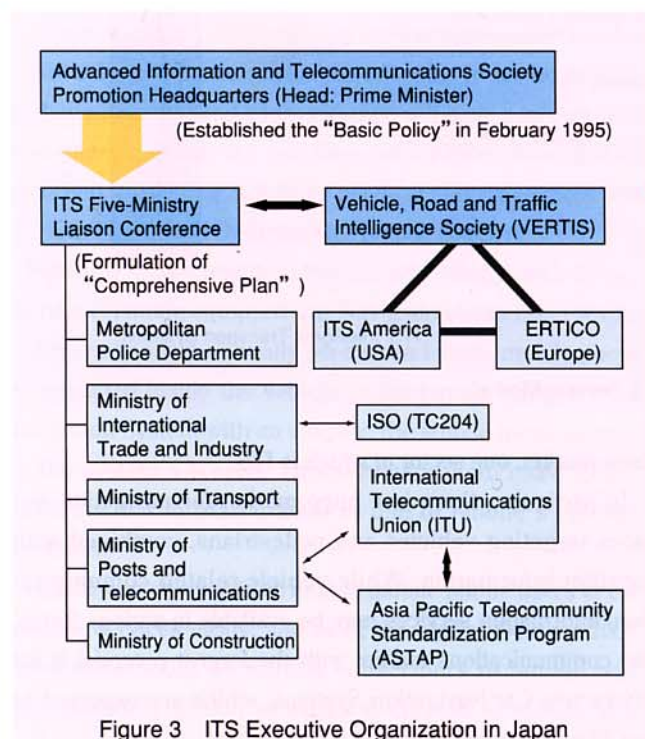 Advanced Information and Telecommunications Society
Promotion Headquarters (Head: Prime Minister)
(Established the “Basic Policy” in February 1995)
ITS Five-Ministry
Liaison Conference
Vehicle, Road and Traffic
Intelligence Society (VERTIS)
(Formulation of
“Comprehensive Plan” )
Metropolitan
Police Department
ITS America
(USA)
ERTICO
(Europe)
Ministry of
International
Trade and Industry
ISO (TC204)
Ministry of Transport
International
Telecommunications
Union (ITU)
Ministry of
Posts and
Telecommunications
Asia Pacific Telecommunity
Standardization Program
(ASTAP)
Ministry of Construction
Figure 3 ITS Executive Organization in Japan